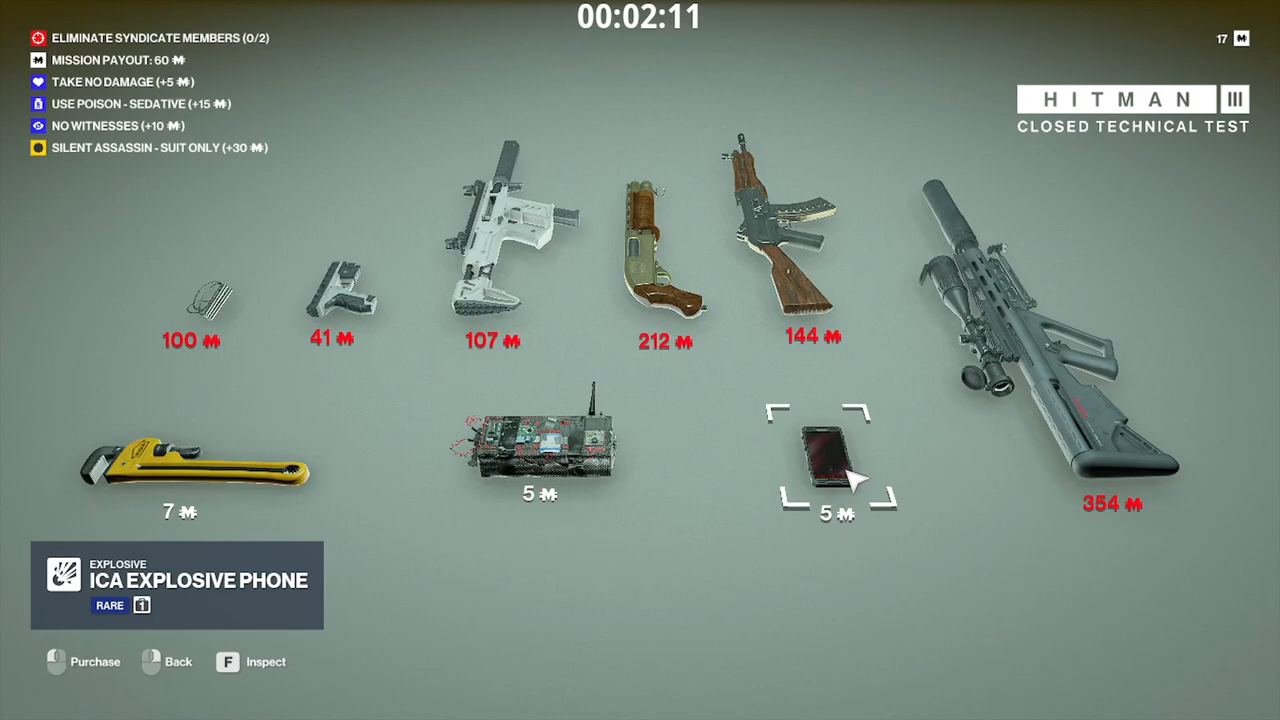 00:02:11
ELIMINATE SYNDICATE MEMBERS (0/2)
17
MISSION PAYOUT: 60
TAKE NO DAMAGE (+5)
USE POISON - SEDATIVE (+15)
NO WITNESSES (+10)
SILENT ASSASSIN - SUIT ONLY (+30)
HITMAN III
CLOSED TECHNICAL TEST
100
41
107
212
144
354
7
5
5
EXPLOSIVE
ICA EXPLOSIVE PHONE
RARE 1
Purchase Back F Inspect